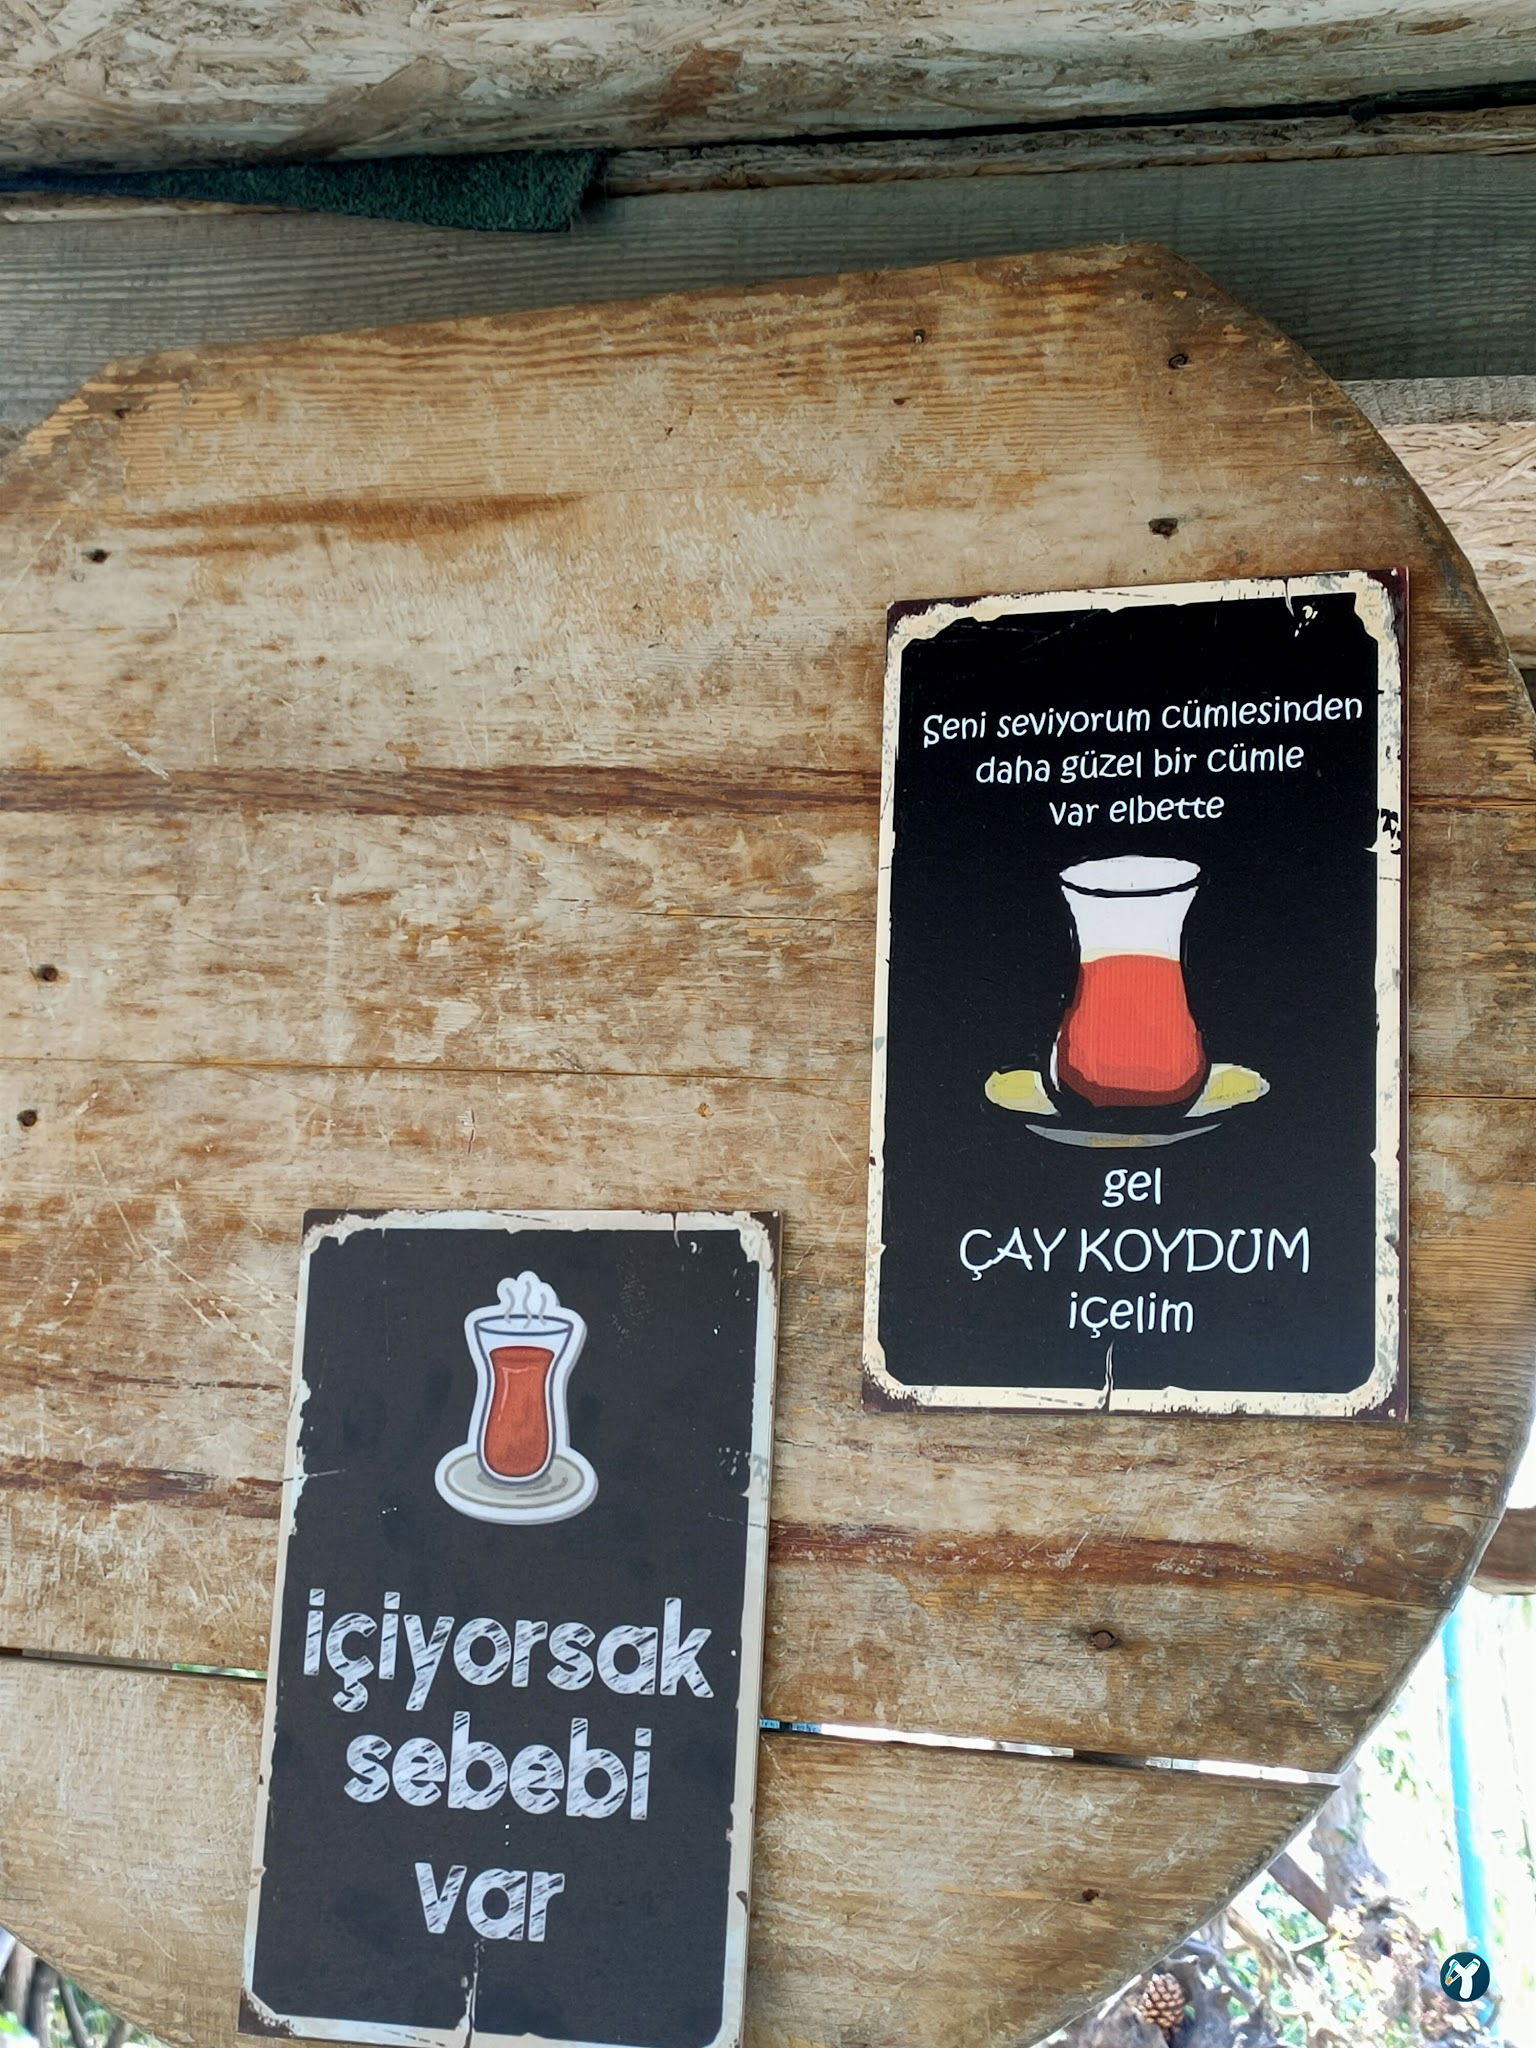 Seni seviyorum cümlesinden
daha güzel bir cümle
var elbette
gel
ÇAY KOYDUM
içelim
içiyorsak
sebebi
var